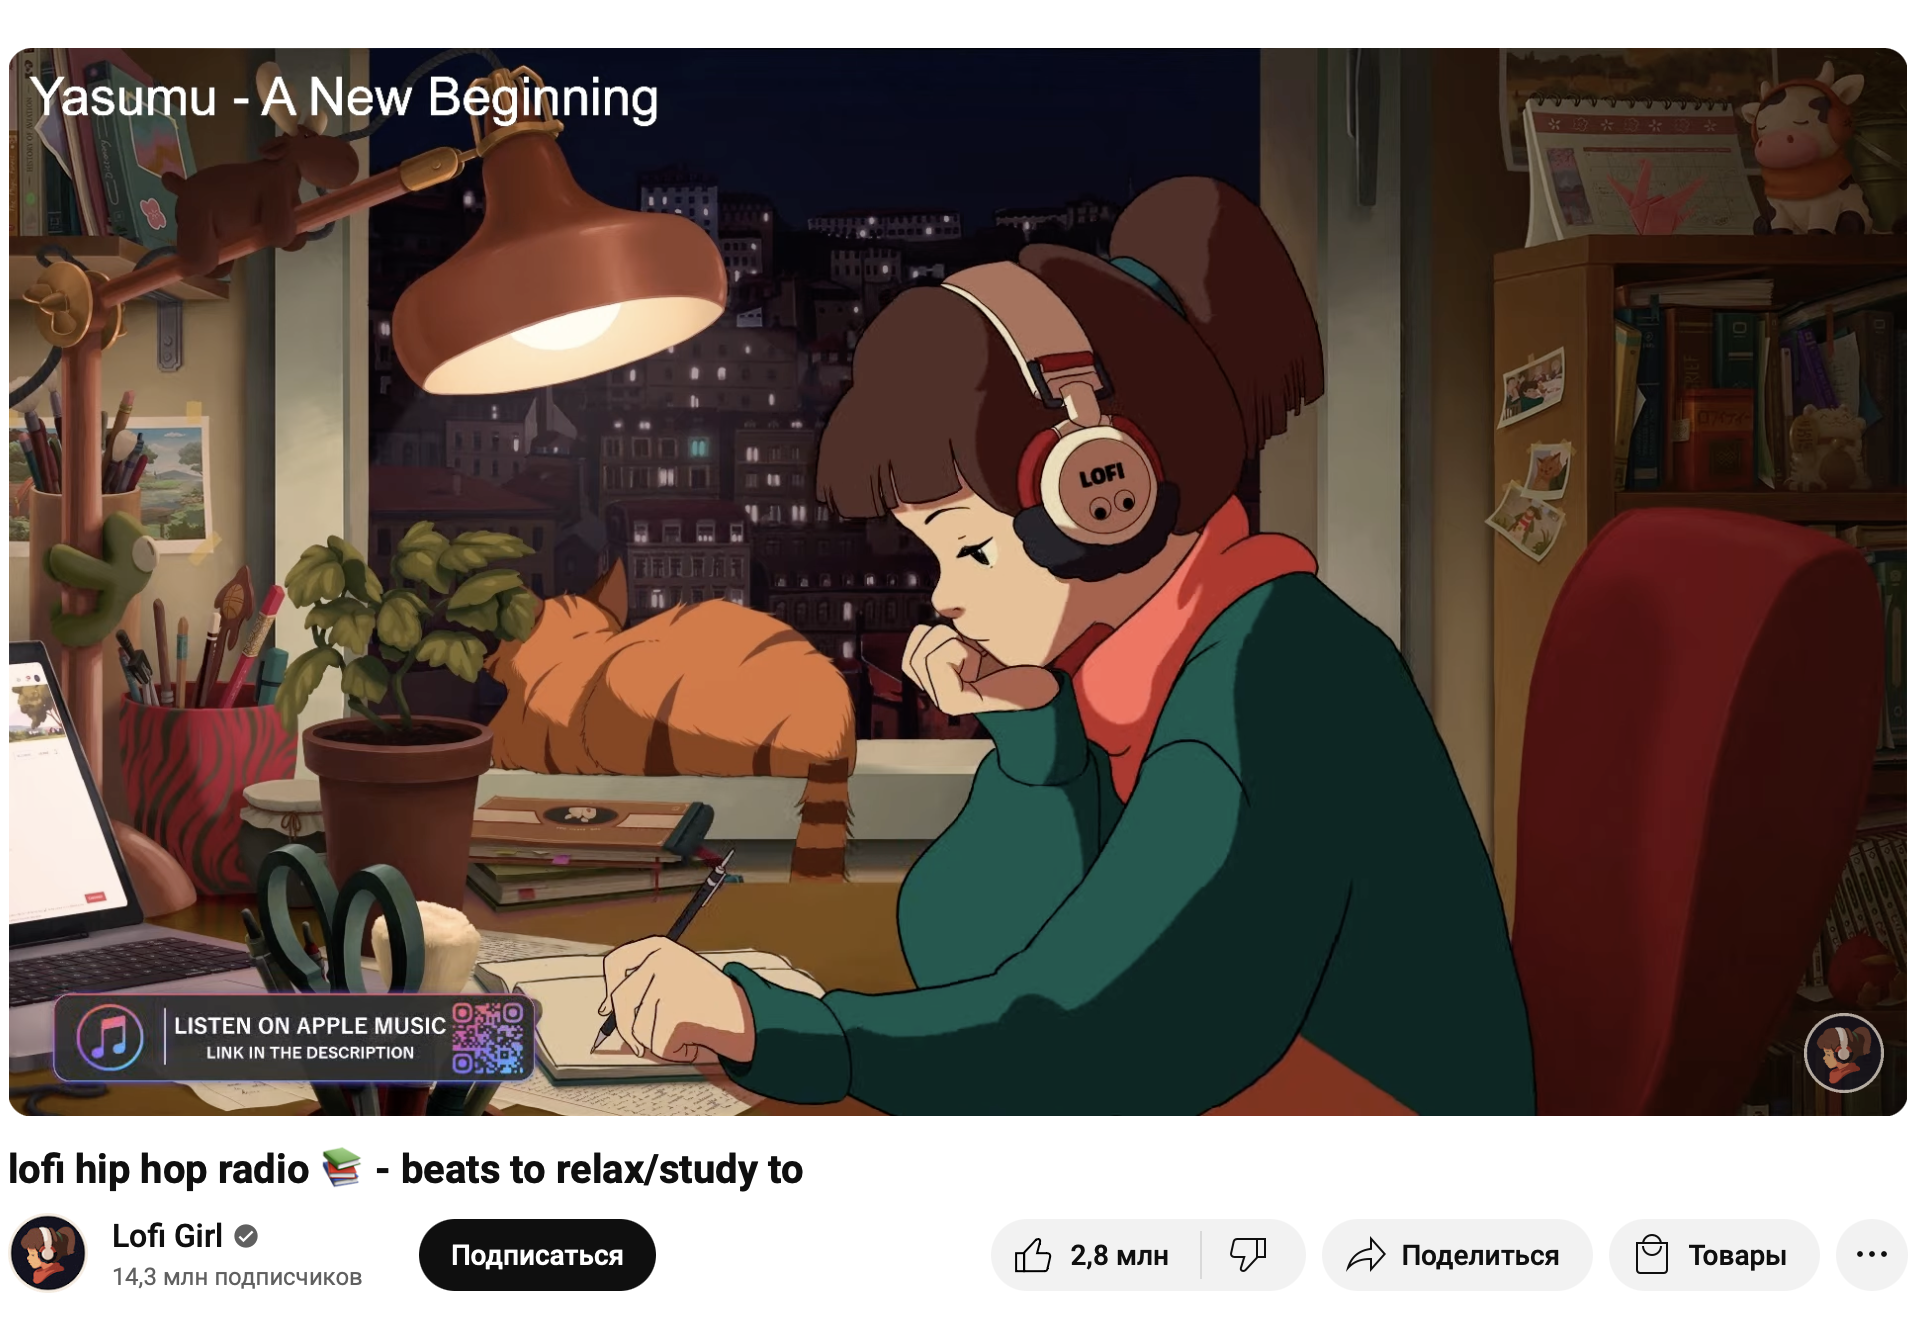 Yasumu - A New Beginning
LOFI
LISTEN ON APPLE MUSIC
LINK IN THE DESCRIPTION
lofi hip hop radio 📚 - beats to relax/study to
Lofi Girl
14,3 млн подписчиков
Подписаться
2,8 млн
Поделиться
Товары